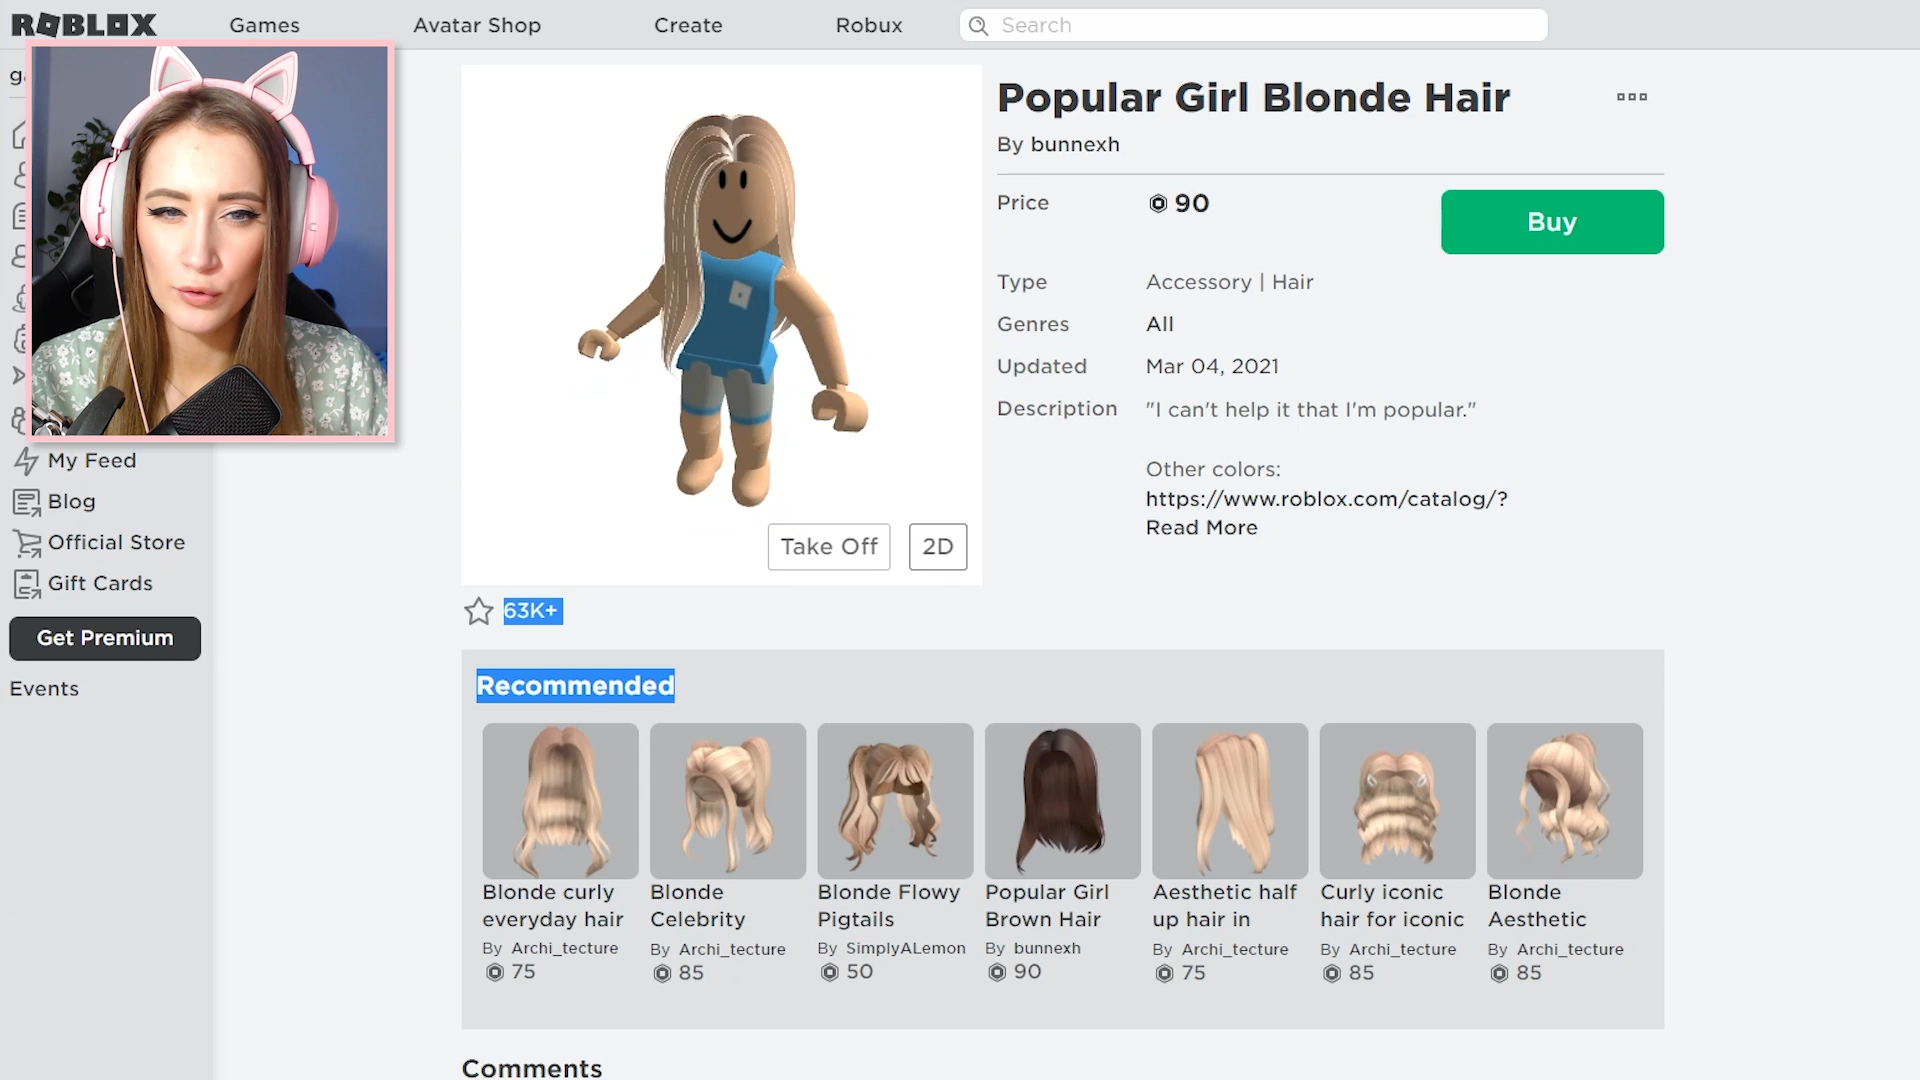 ROBLOX
Games
Avatar Shop
Create
Robux
Search
My Feed
Blog
Official Store
Gift Cards
Get Premium
Events
Take Off
2D
63K+
Popular Girl Blonde Hair
By bunnexh
Price
90
Buy
Type
Accessory | Hair
Genres
All
Updated
Mar 04, 2021
Description
"I can't help it that I'm popular."
Other colors:
https://www.roblox.com/catalog/?
Read More
Recommended
Blonde curly
everyday hair
By Archi_tecture
75
Blonde
Celebrity
By Archi_tecture
85
Blonde Flowy
Pigtails
By SimplyALemon
50
Popular Girl
Brown Hair
By bunnexh
90
Aesthetic half
up hair in
By Archi_tecture
75
Curly iconic
hair for iconic
By Archi_tecture
85
Blonde
Aesthetic
By Archi_tecture
85
Comments